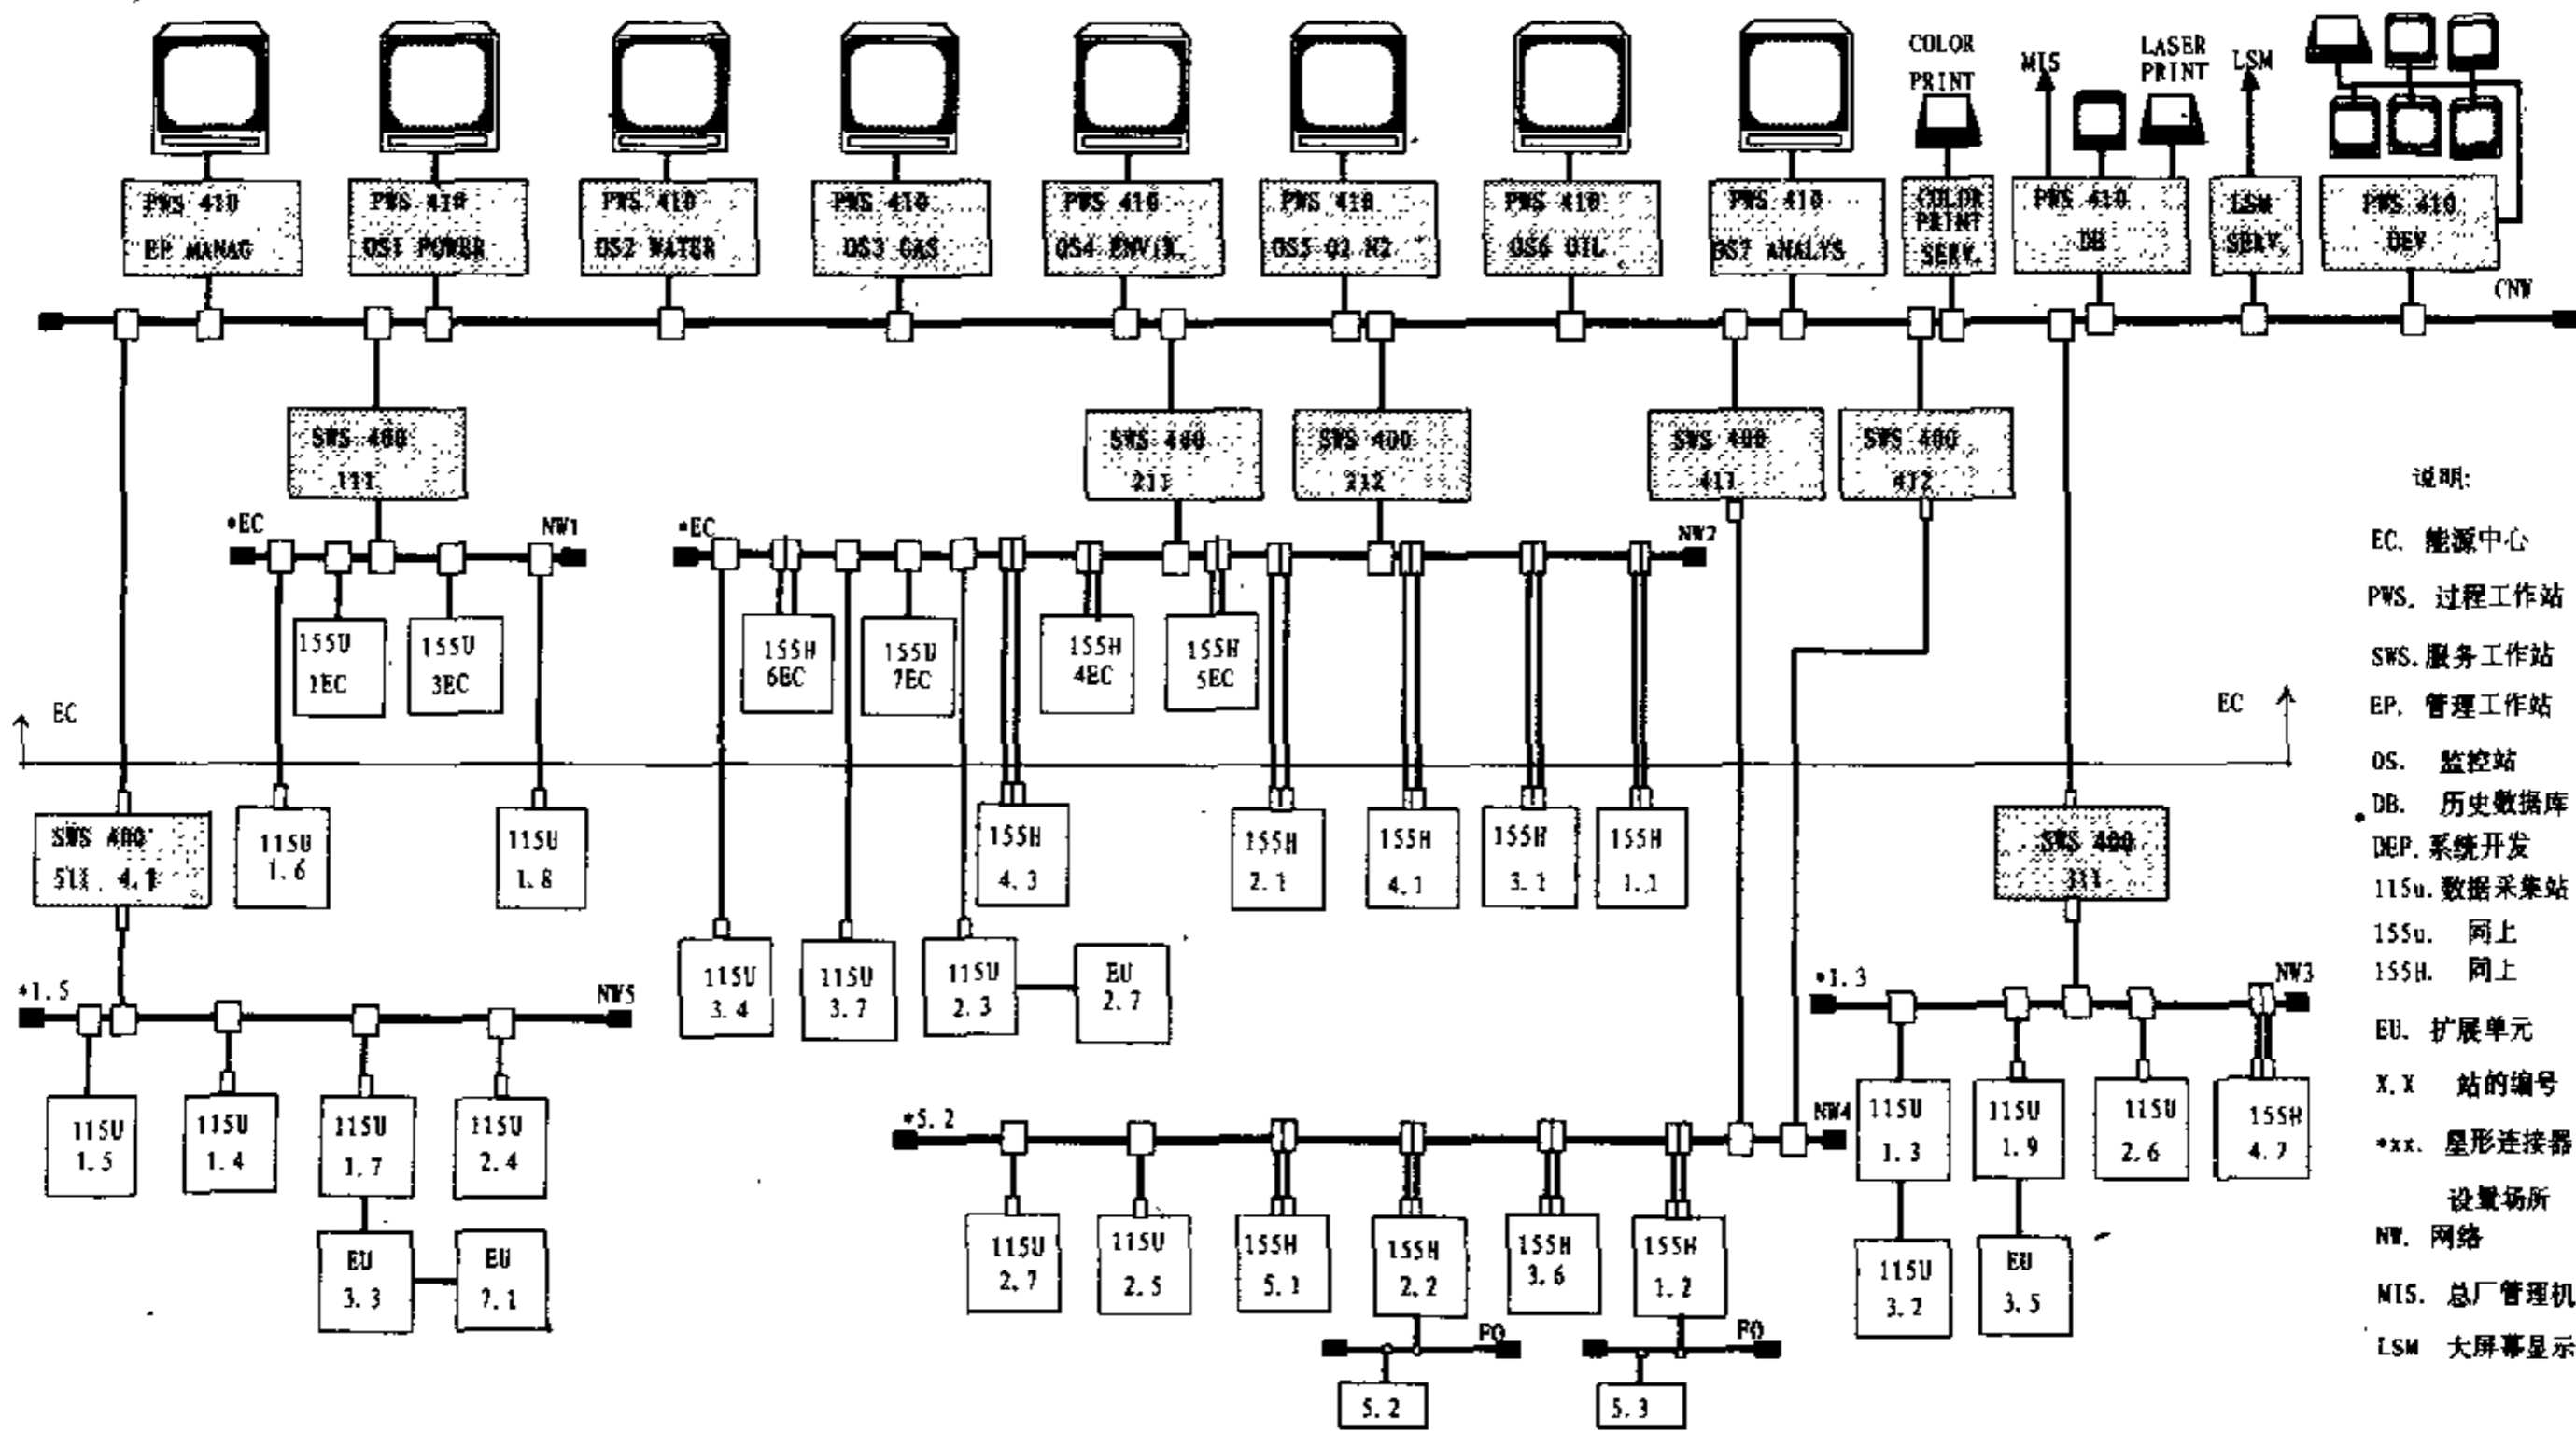 COLOR
PRINT
MIS
LASER
PRINT
LSM
PWS 410
EP MANAG
PWS 410
OS1 POWER
PWS 410
OS2 WATER
PWS 410
OS3 GAS
PWS 410
OS4 ENVIR.
PWS 410
OS5 O2 N2
PWS 410
OS6 OIL
PWS 410
OS7 ANALYS
COLOR
PRINT
SERV.
PWS 410
DB
LSM
SERV.
PWS 410
DEV
CNW
SWS 400
111
SWS 400
211
SWS 400
212
SWS 400
411
SWS 400
412
*EC
NW1
*EC
NW2
155U
1EC
155U
3EC
155H
6EC
155U
7EC
155H
4EC
155H
5EC
EC
EC
SWS 400
115U
1.6
115U
1.8
155H
4.3
155H
2.1
155H
4.1
155H
3.1
155H
1.1
SWS 400
115U
3.4
115U
3.7
115U
2.3
EU
2.7
*1.5
NW5
*1.3
NW3
115U
1.5
115U
1.4
115U
1.7
115U
2.4
EU
3.3
EU
7.1
*5.2
NW4
115U
2.7
115U
2.5
155H
5.1
155H
2.2
155H
3.6
155H
1.2
115U
1.3
115U
1.9
115U
2.6
155H
4.7
115U
3.2
EU
3.5
5.2
5.3
说明:
EC. 能源中心
PWS. 过程工作站
SWS. 服务工作站
EP. 管理工作站
OS. 监控站
DB. 历史数据库
DEP. 系统开发
115u. 数据采集站
155u. 同上
155H. 同上
EU. 扩展单元
X.X 站的编号
*xx. 星形连接器
设置场所
NW. 网络
MIS. 总厂管理机
LSM 大屏幕显示